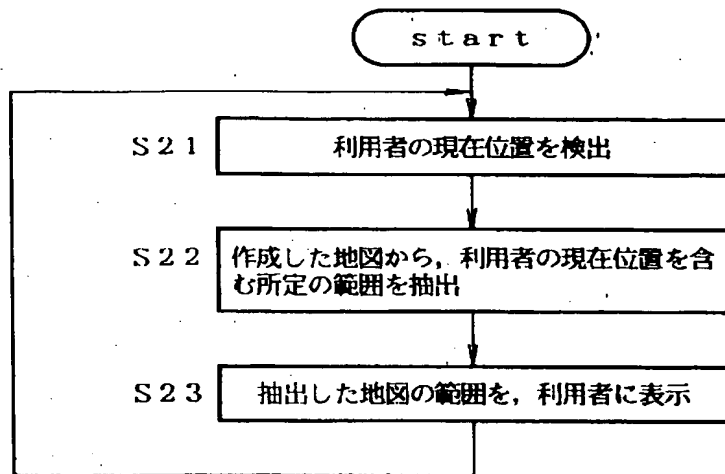 start
S21 利用者の現在位置を検出
S22 作成した地図から,利用者の現在位置を含
む所定の範囲を抽出
S23 抽出した地図の範囲を,利用者に表示